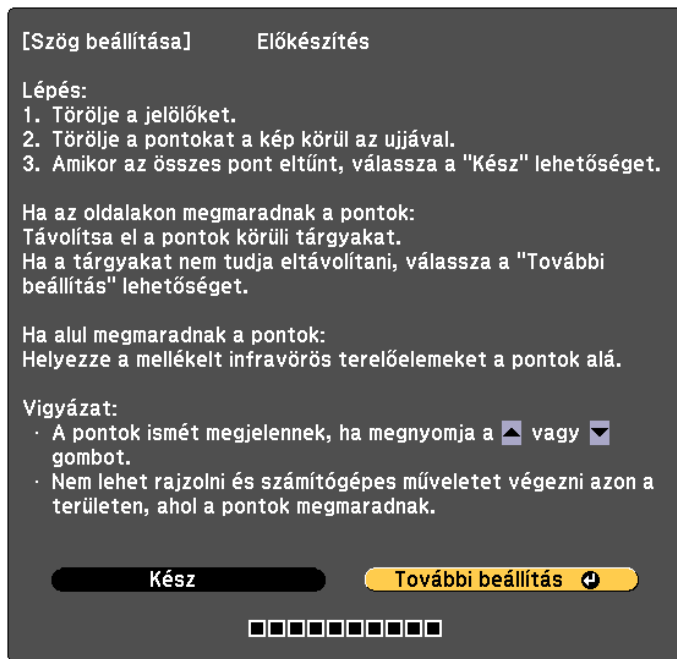 [Szög beállítása] Előkészítés
Lépés:
1. Törölje a jelölőket.
2. Törölje a pontokat a kép körül az ujjával.
3. Amikor az összes pont eltűnt, válassza a "Kész" lehetőséget.
Ha az oldalakon megmaradnak a pontok:
Távolítsa el a pontok körüli tárgyakat.
Ha a tárgyakat nem tudja eltávolítani, válassza a "További
beállítás" lehetőséget.
Ha alul megmaradnak a pontok:
Helyezze a mellékelt infravörös terelőelemeket a pontok alá.
Vigyázat:
· A pontok ismét megjelennek, ha megnyomja a ▲ vagy ▼
gombot.
· Nem lehet rajzolni és számítógépes műveletet végezni azon a
területen, ahol a pontok megmaradnak.
Kész
További beállítás